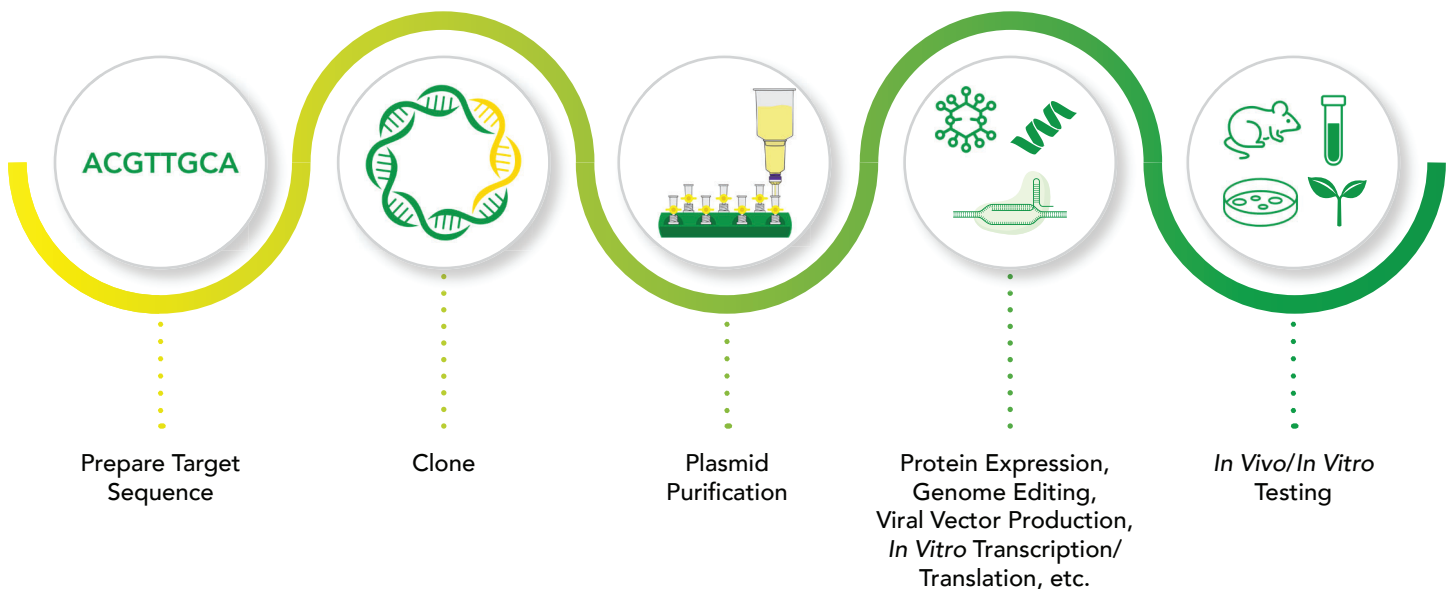 ACGTTGCA
Prepare Target
Sequence
Clone
Plasmid
Purification
Protein Expression,
Genome Editing,
Viral Vector Production,
In Vitro Transcription/
Translation, etc.
In Vivo/In Vitro
Testing